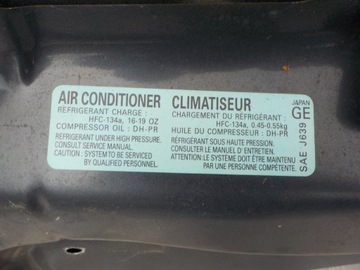 AIR CONDITIONER
REFRIGERANT CHARGE :
HFC-134a, 16-19 OZ
COMPRESSOR OIL : DH-PR
REFRIGERANT UNDER HIGH PRESSURE.
CONSULT SERVICE MANUAL.
CAUTION : SYSTEM TO BE SERVICED
BY QUALIFIED PERSONNEL.
CLIMATISEUR
CHARGEMENT DU RÉFRIGÉRANT :
HFC-134a, 0.45-0.55kg
HUILE DU COMPRESSEUR : DH-PR
RÉFRIGÉRANT SOUS HAUTE PRESSION.
CONSULTER LE MANUEL D' ENTRETIEN.
ATTENTION : LE SYSTÈME DOIT ÊTRE MAINTENU
PAR UNE PERSONNE COMPÉTENTE.
JAPAN
GE
SAE J639